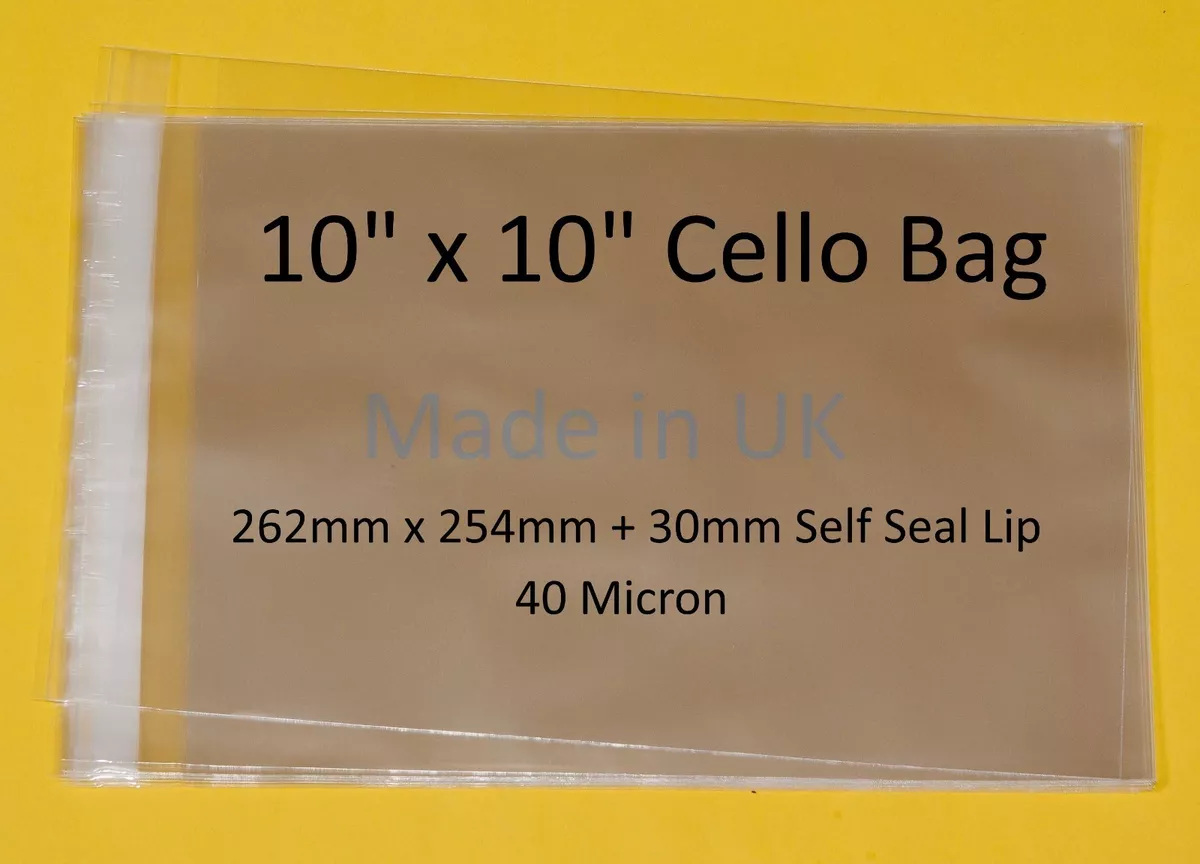 10" x 10" Cello Bag
Made in UK
262mm x 254mm + 30mm Self Seal Lip
40 Micron